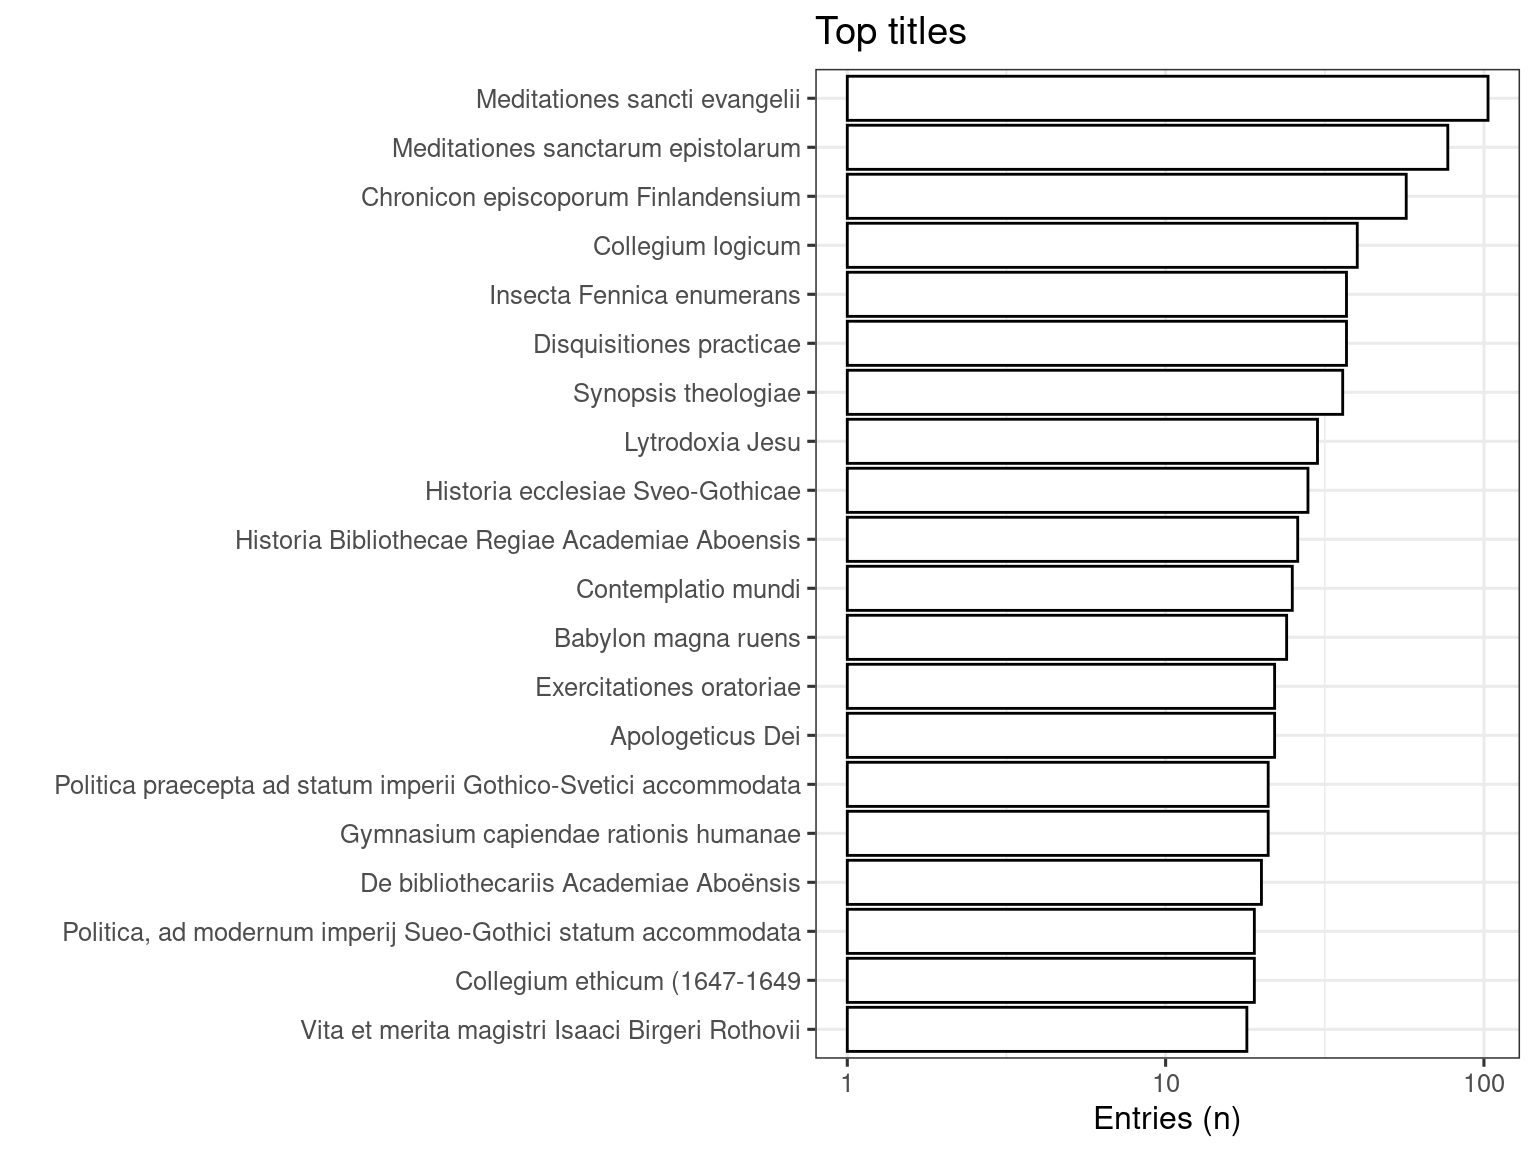 Top titles
Meditationes sancti evangelii
Meditationes sanctarum epistolarum
Chronicon episcoporum Finlandensium
Collegium logicum
Insecta Fennica enumerans
Disquisitiones practicae
Synopsis theologiae
Lytrodoxia Jesu
Historia ecclesiae Sveo-Gothicae
Historia Bibliothecae Regiae Academiae Aboensis
Contemplatio mundi
Babylon magna ruens
Exercitationes oratoriae
Apologeticus Dei
Politica praecepta ad statum imperii Gothico-Svetici accommodata
Gymnasium capiendae rationis humanae
De bibliothecariis Academiae Aboënsis
Politica, ad modernum imperij Sueo-Gothici statum accommodata
Collegium ethicum (1647-1649
Vita et merita magistri Isaaci Birgeri Rothovii
1 10 100
Entries (n)